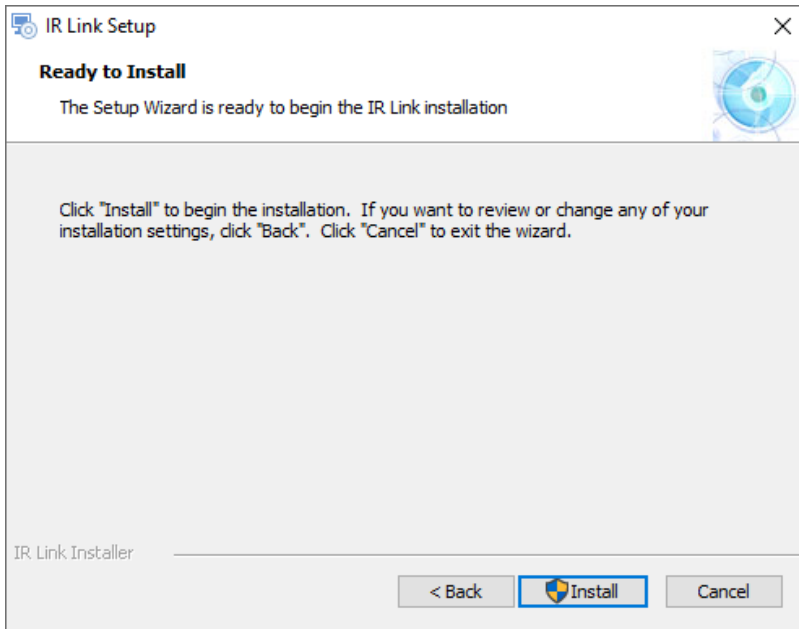 IR Link Setup
Ready to Install
The Setup Wizard is ready to begin the IR Link installation
Click "Install" to begin the installation.  If you want to review or change any of your
installation settings, click "Back".  Click "Cancel" to exit the wizard.
IR Link Installer
< Back
Install
Cancel